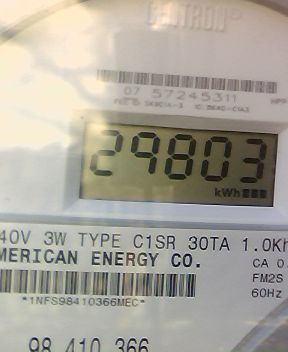 CENTRON®
07 57245311
HPP
29803
kWh
40V 3W TYPE C1SR 30TA 1.0Kh
MERICAN ENERGY CO.
CA 0.
FM2S
60Hz
*1NFS98410366MEC*
98 410 366